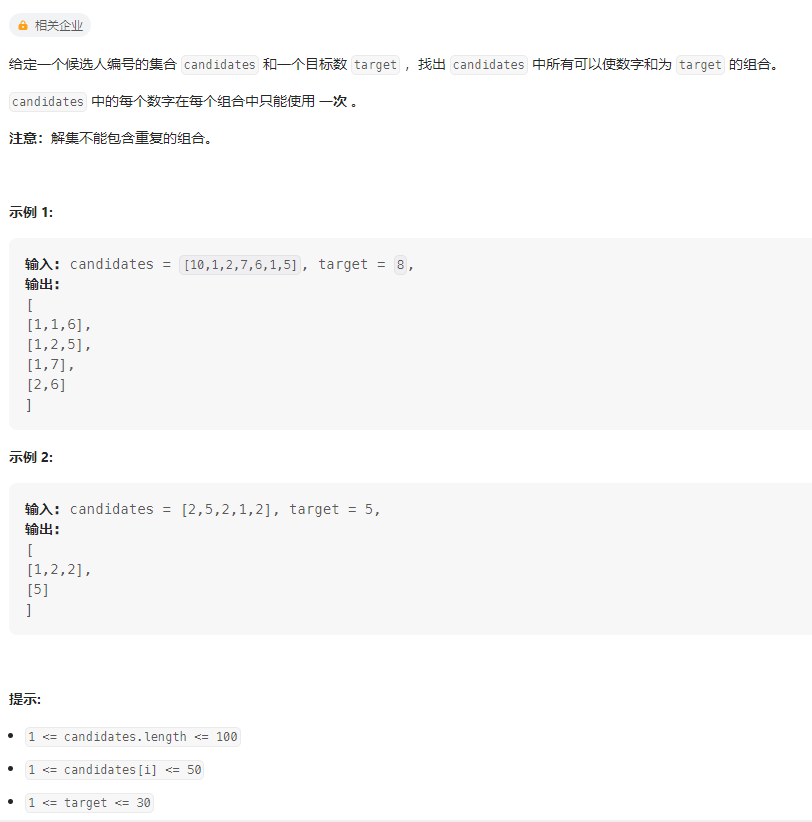 相关企业
给定一个候选人编号的集合 candidates 和一个目标数 target ，找出 candidates 中所有可以使数字和为 target 的组合。
candidates 中的每个数字在每个组合中只能使用 一次 。
注意：解集不能包含重复的组合。
示例 1:
输入: candidates = [10,1,2,7,6,1,5], target = 8,
输出:
[
[1,1,6],
[1,2,5],
[1,7],
[2,6]
]
示例 2:
输入: candidates = [2,5,2,1,2], target = 5,
输出:
[
[1,2,2],
[5]
]
提示:
1 <= candidates.length <= 100
1 <= candidates[i] <= 50
1 <= target <= 30